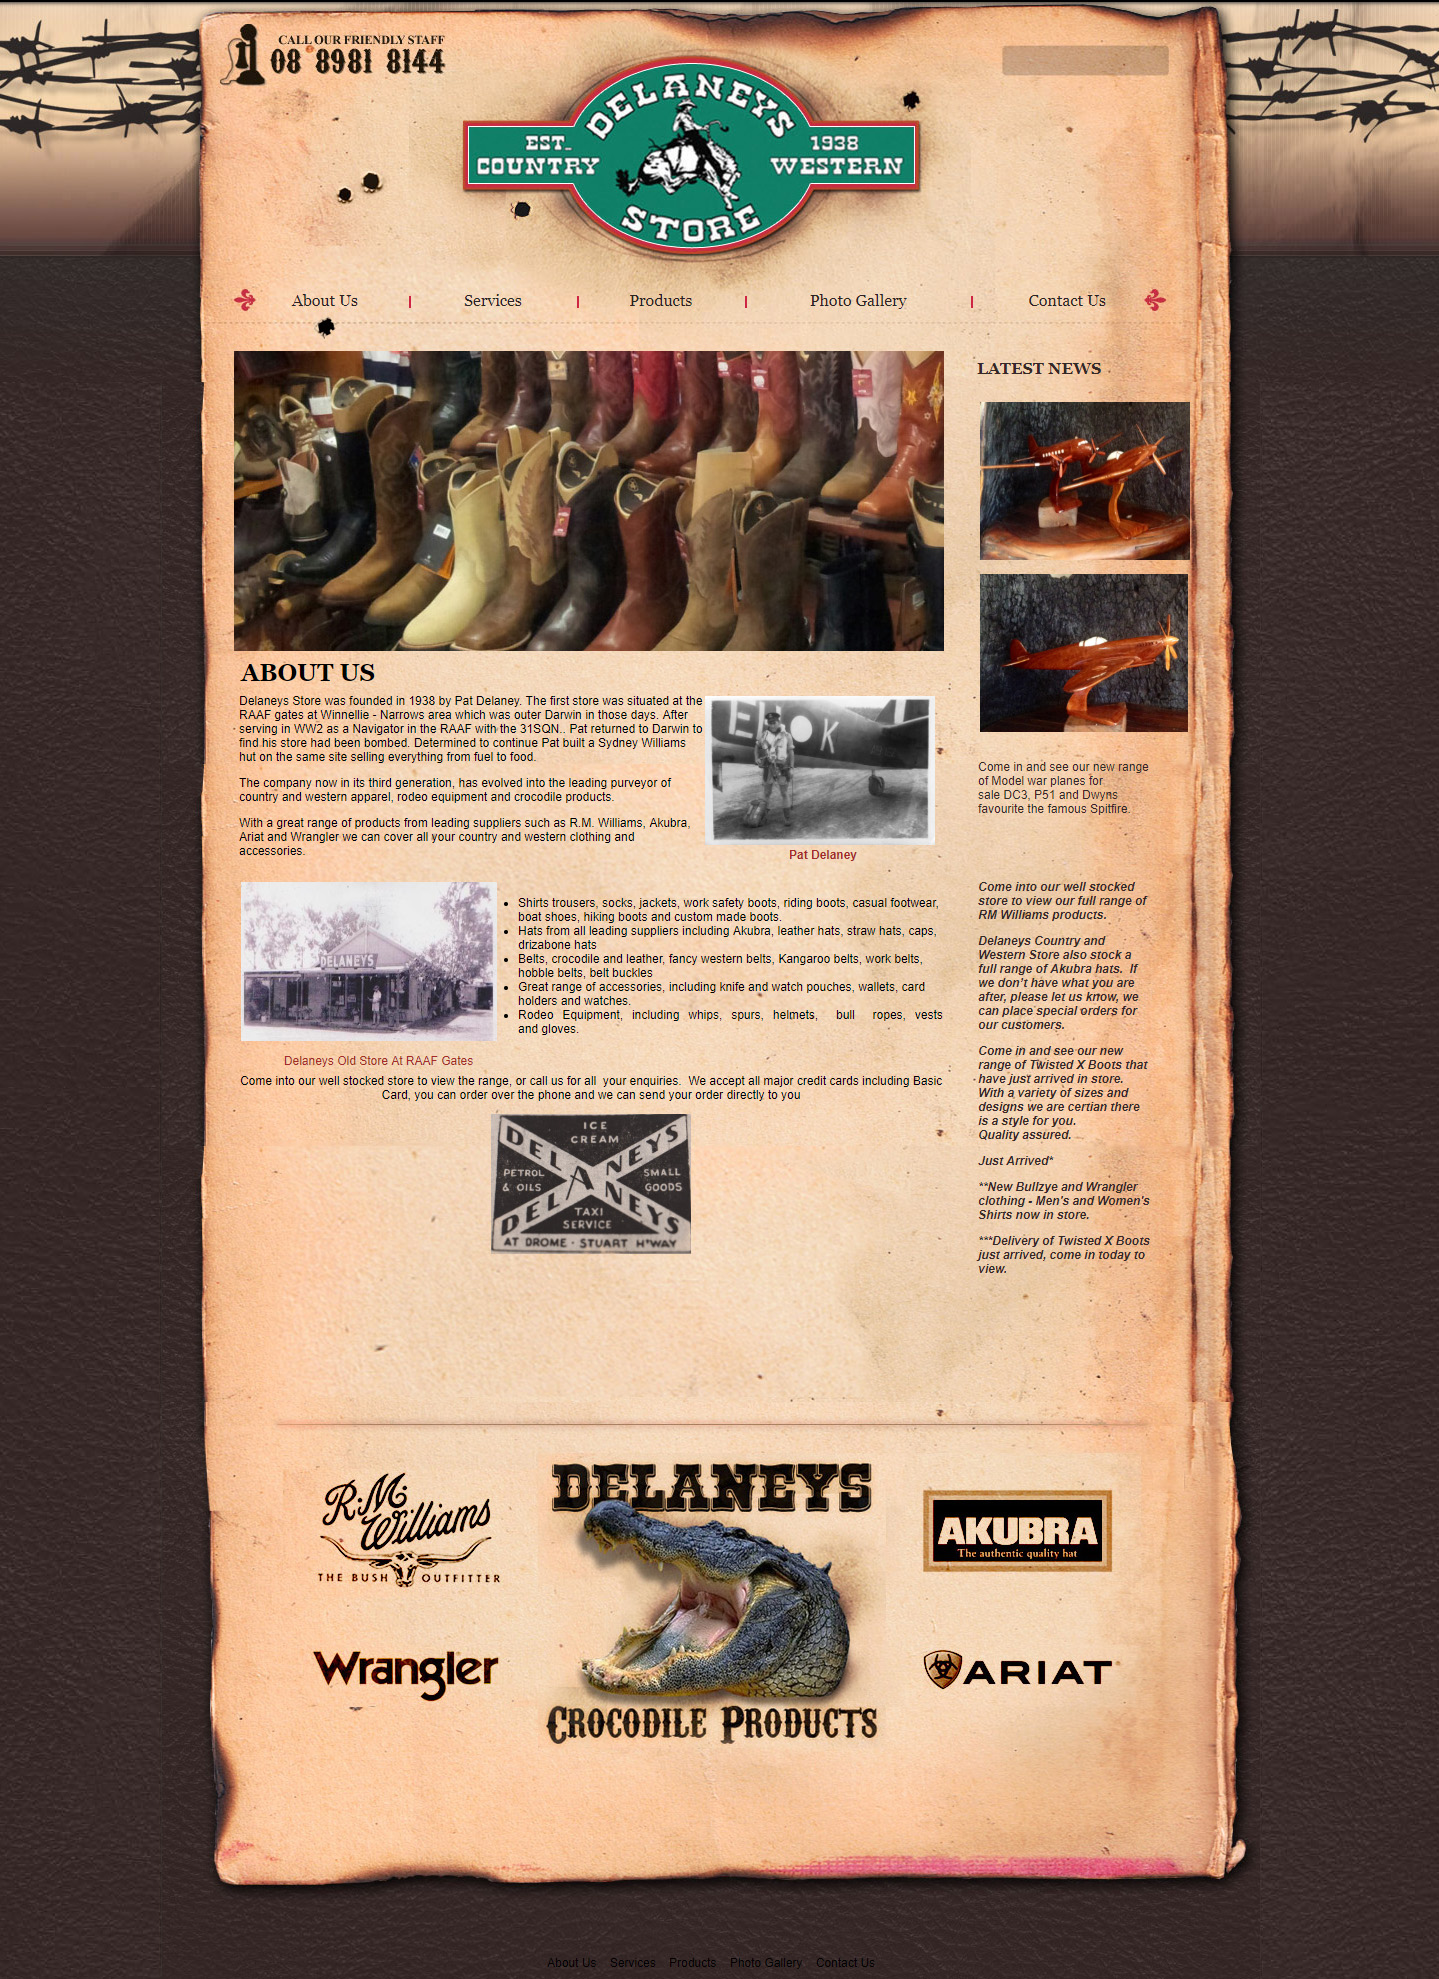 CALL OUR FRIENDLY STAFF
08 8981 8144
DELANEYS
EST_ 1938
COUNTRY WESTERN
STORE
About Us
Services
Products
Photo Gallery
Contact Us
ABOUT US
Delaneys Store was founded in 1938 by Pat Delaney. The first store was situated at the
RAAF gates at Winnellie - Narrows area which was outer Darwin in those days. After
serving in WW2 as a Navigator in the RAAF with the 31SQN.. Pat returned to Darwin to
find his store had been bombed. Determined to continue Pat built a Sydney Williams
hut on the same site selling everything from fuel to food.
The company now in its third generation, has evolved into the leading purveyor of
country and western apparel, rodeo equipment and crocodile products.
With a great range of products from leading suppliers such as R.M. Williams, Akubra,
Ariat and Wrangler we can cover all your country and western clothing and
accessories.
K
Pat Delaney
DELANEYS
Delaneys Old Store At RAAF Gates
• Shirts trousers, socks, jackets, work safety boots, riding boots, casual footwear,
boat shoes, hiking boots and custom made boots.
• Hats from all leading suppliers including Akubra, leather hats, straw hats, caps,
drizabone hats
• Belts, crocodile and leather, fancy western belts, Kangaroo belts, work belts,
hobble belts, belt buckles
• Great range of accessories, including knife and watch pouches, wallets, card
holders and watches.
• Rodeo Equipment, including whips, spurs, helmets, bull ropes, vests
and gloves.
Come into our well stocked store to view the range, or call us for all your enquiries. We accept all major credit cards including Basic
Card, you can order over the phone and we can send your order directly to you
ICE
CREAM
DELANEYS
PETROL
& OILS
SMALL
GOODS
DELANEYS
TAXI
SERVICE
AT DROME · STUART H'WAY
LATEST NEWS
Come in and see our new range
of Model war planes for
sale DC3, P51 and Dwyns
favourite the famous Spitfire.
Come into our well stocked
store to view our full range of
RM Williams products.
Delaneys Country and
Western Store also stock a
full range of Akubra hats. If
we don't have what you are
after, please let us know, we
can place special orders for
our customers.
Come in and see our new
range of Twisted X Boots that
have just arrived in store.
With a variety of sizes and
designs we are certian there
is a style for you.
Quality assured.
Just Arrived*
**New Bullzye and Wrangler
clothing - Men's and Women's
Shirts now in store.
***Delivery of Twisted X Boots
just arrived, come in today to
view.
R.M.
Williams
THE BUSH OUTFITTER
DELANEYS
CROCODILE PRODUCTS
AKUBRA
The authentic quality hat
Wrangler
ARIAT
About Us Services Products Photo Gallery Contact Us